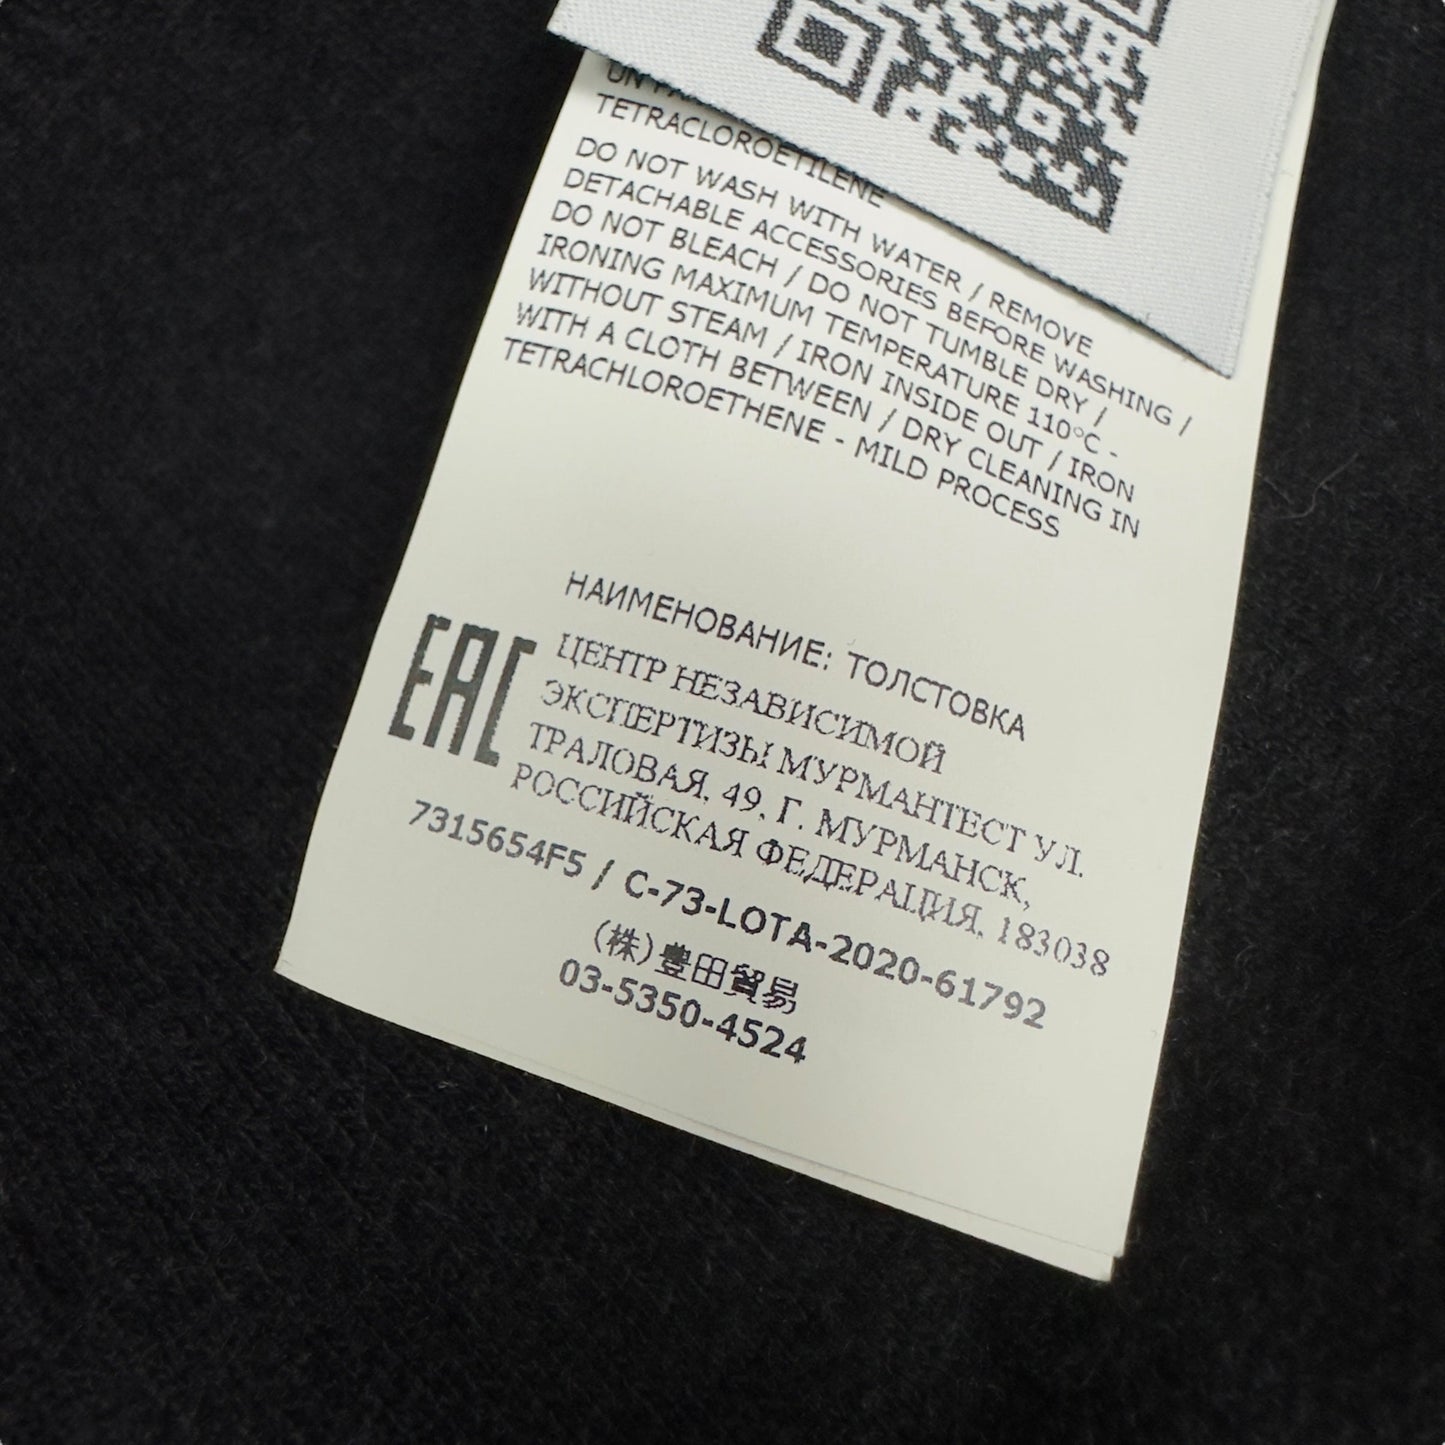 TETRACLOROETILENE
DO NOT WASH WITH WATER / REMOVE
DETACHABLE ACCESSORIES BEFORE WASHING /
DO NOT BLEACH / DO NOT TUMBLE DRY /
IRONING MAXIMUM TEMPERATURE 110°C -
WITHOUT STEAM / IRON INSIDE OUT / IRON
WITH A CLOTH BETWEEN / DRY CLEANING IN
TETRACHLOROETHENE - MILD PROCESS
НАИМЕНОВАНИЕ: ТОЛСТОВКА
EAC
ЦЕНТР НЕЗАВИСИМОЙ
ЭКСПЕРТИЗЫ МУРМАНТЕСТ УЛ.
ТРАЛОВАЯ, 49, Г. МУРМАНСК,
РОССИЙСКАЯ ФЕДЕРАЦИЯ, 183038
7315654F5 / C-73-LOTA-2020-61792
(株)豊田貿易
03-5350-4524